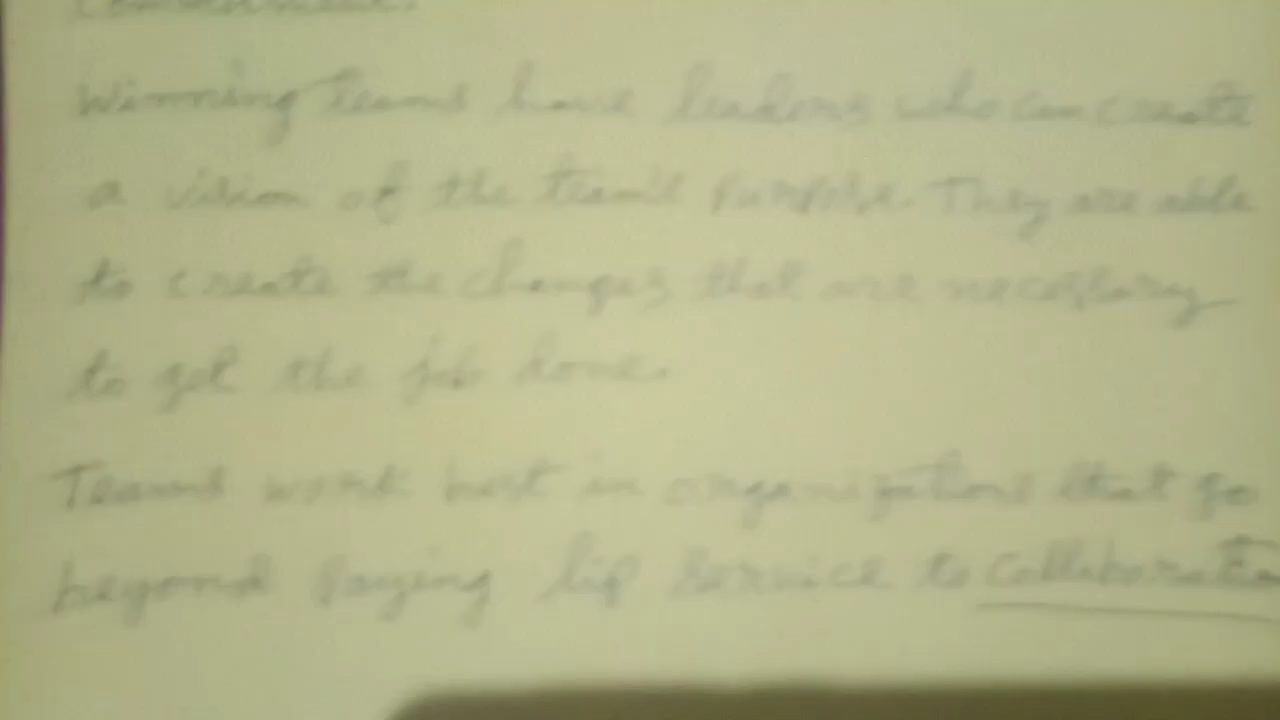 Winning teams have leaders who can create
a vision of the team's purpose. They are able
to create the changes that are necessary
to get the job done.
Teams work best in organizations that go
beyond paying lip service to collaboration